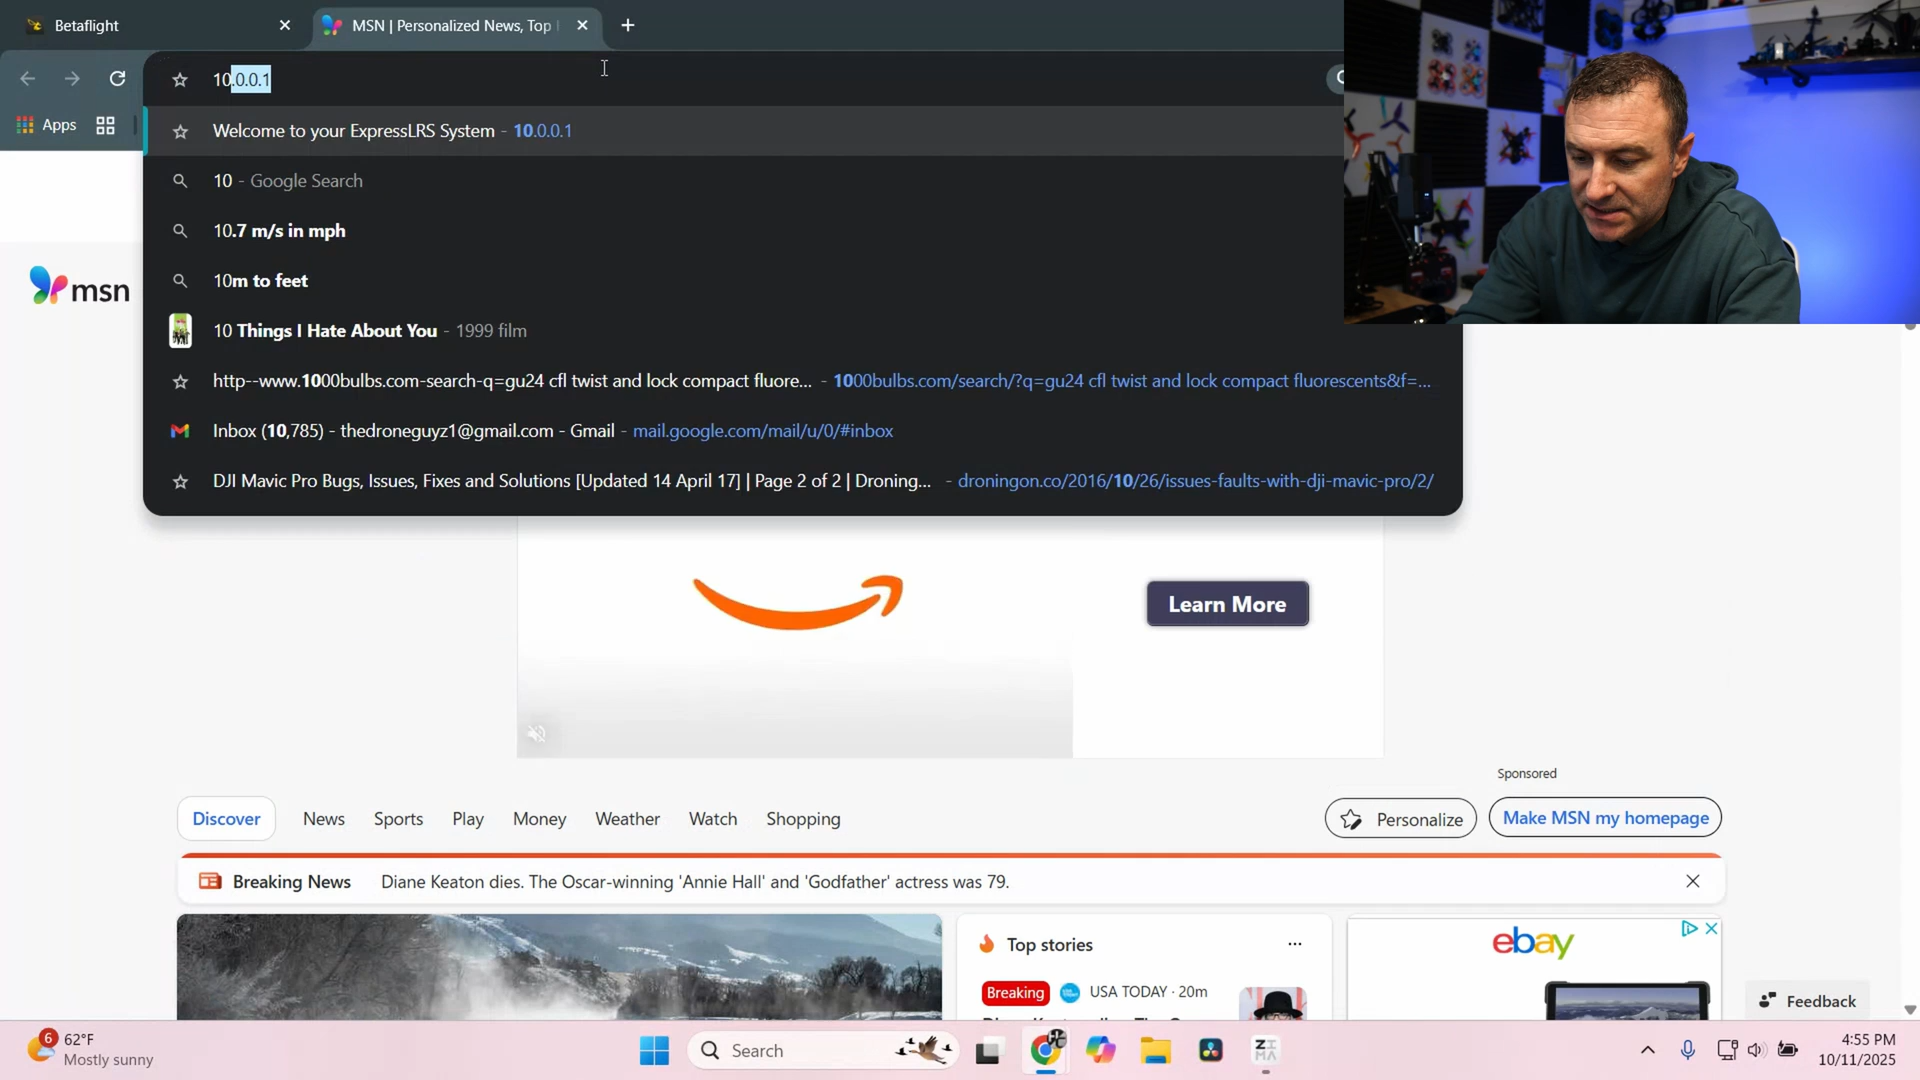 Betaflight
MSN | Personalized News, Top
10.0.0.1
Apps
Welcome to your ExpressLRS System - 10.0.0.1
10 - Google Search
10.7 m/s in mph
10m to feet
10 Things I Hate About You - 1999 film
http--www.1000bulbs.com-search-q=gu24 cfl twist and lock compact fluore... - 1000bulbs.com/search/?q=gu24 cfl twist and lock compact fluorescents&f=...
Inbox (10,785) - thedroneguyz1@gmail.com - Gmail - mail.google.com/mail/u/0/#inbox
DJI Mavic Pro Bugs, Issues, Fixes and Solutions [Updated 14 April 17] | Page 2 of 2 | Droning... - droningon.co/2016/10/26/issues-faults-with-dji-mavic-pro/2/
msn
Learn More
Sponsored
Discover News Sports Play Money Weather Watch Shopping Personalize Make MSN my homepage
Breaking News Diane Keaton dies. The Oscar-winning 'Annie Hall' and 'Godfather' actress was 79.
Top stories
ebay
Breaking USA TODAY · 20m
Feedback
6
62°F
Mostly sunny
Search
ZI
MA
4:55 PM
10/11/2025